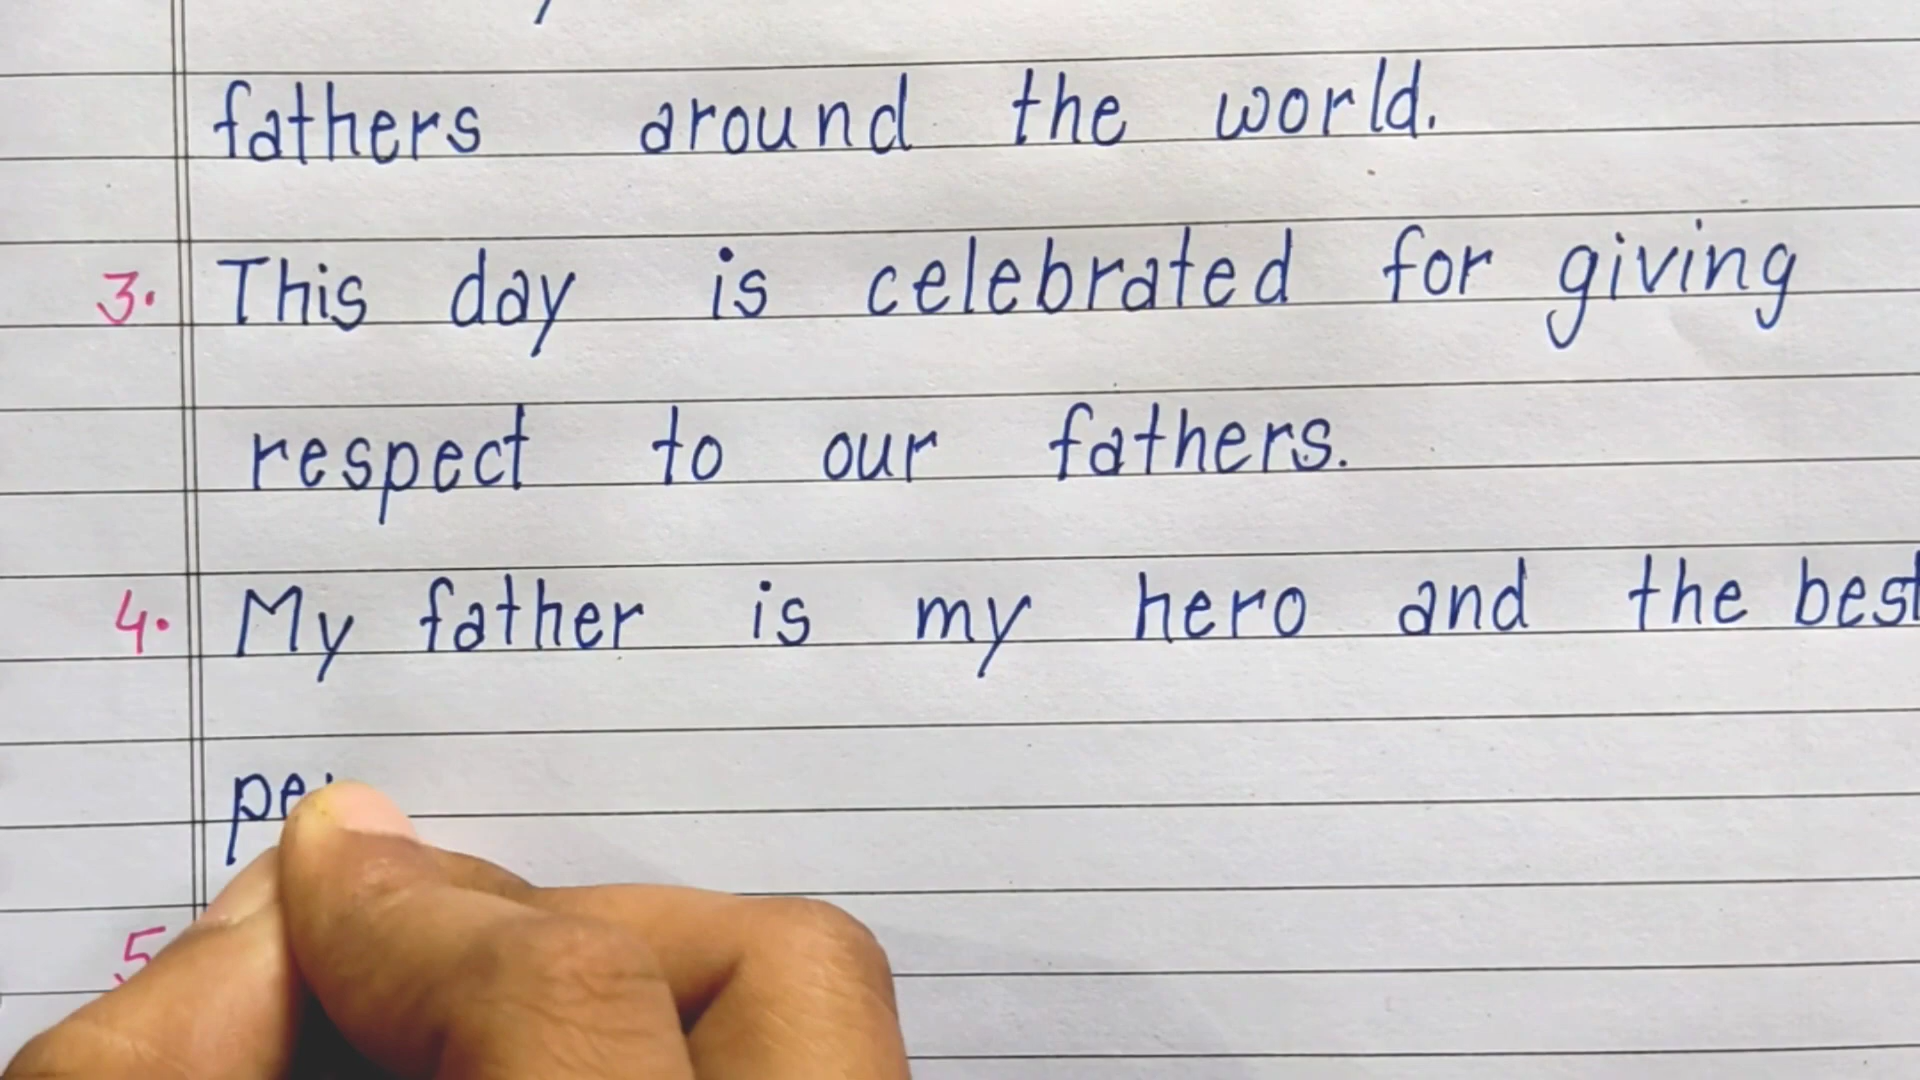 fathers around the world.
3. This day is celebrated for giving
respect to our fathers.
4. My father is my hero and the best
5